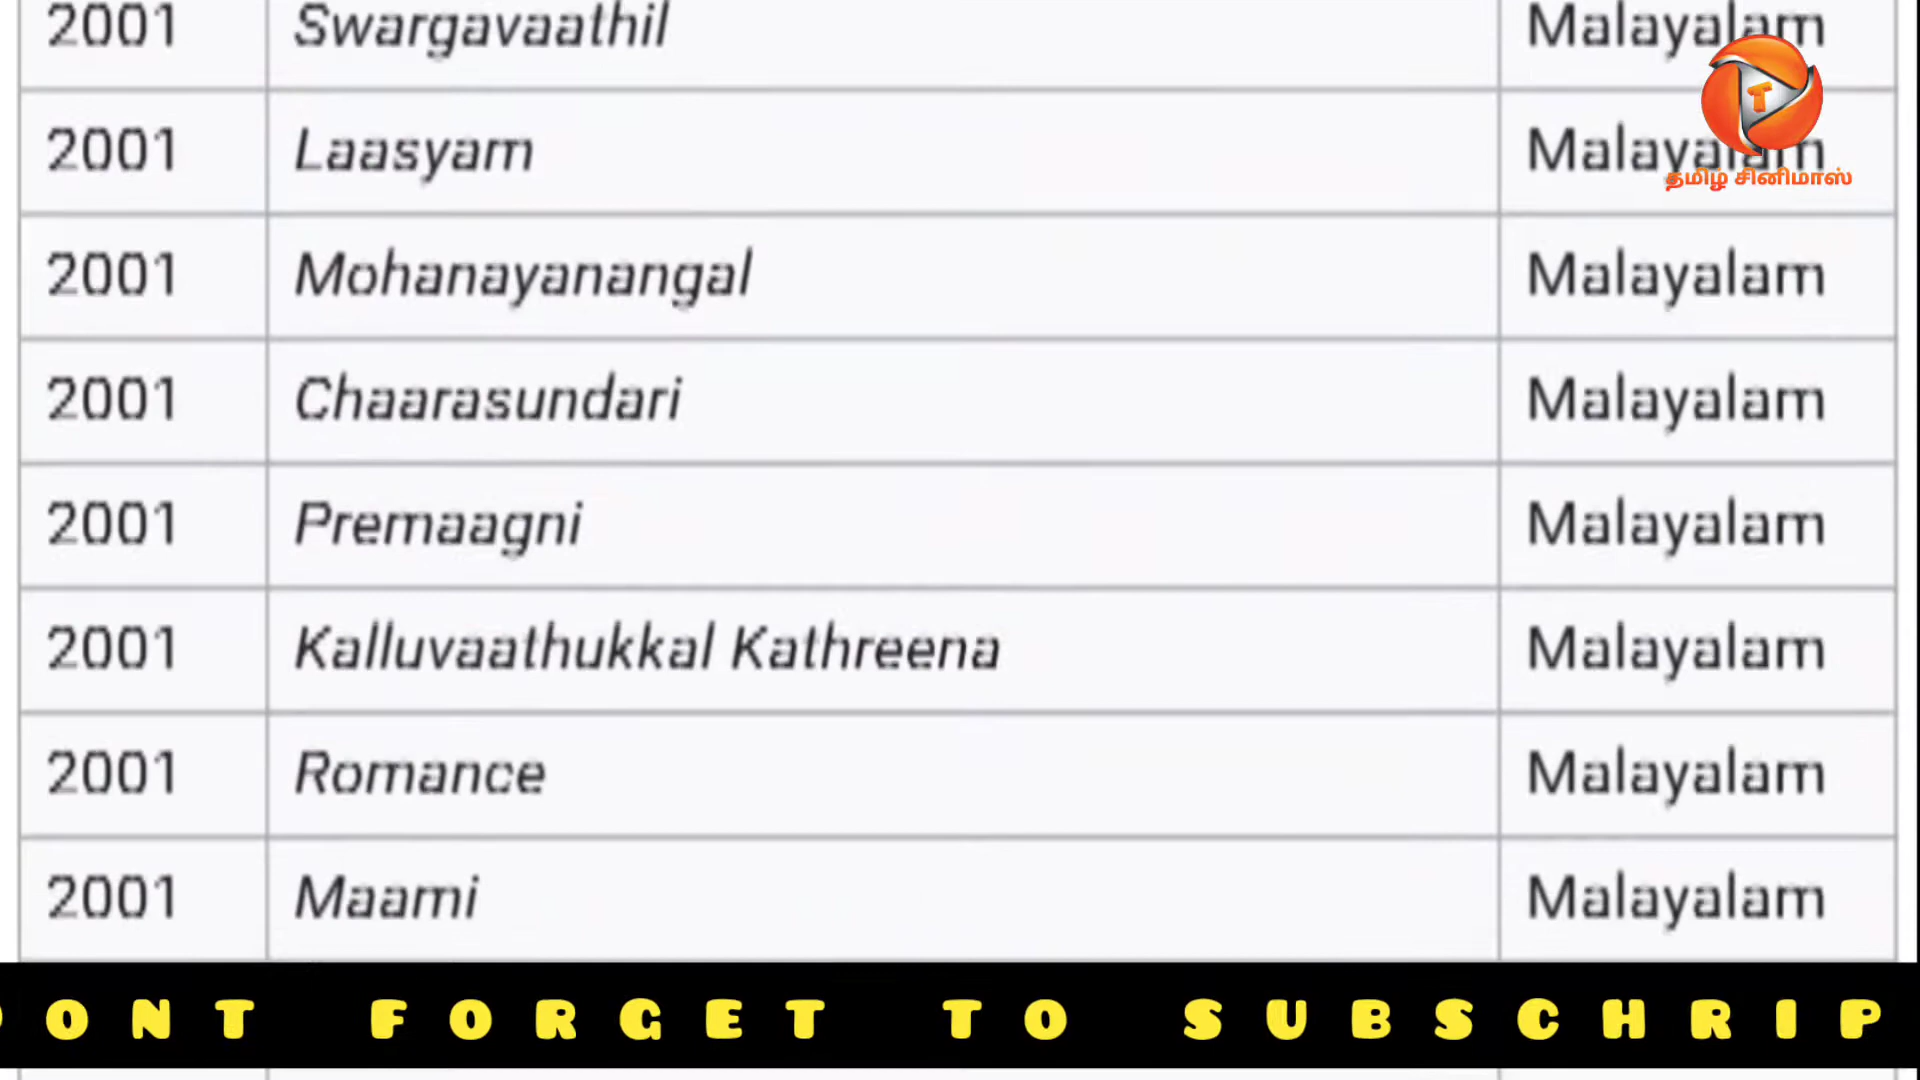 2001 Swargavaathil Malayalam
2001 Laasyam Malayalam
தமிழ் சினிமாஸ்
2001 Mohanayanangal Malayalam
2001 Chaarasundari Malayalam
2001 Premaagni Malayalam
2001 Kalluvaathukkal Kathreena Malayalam
2001 Romance Malayalam
2001 Maami Malayalam
ONT FORGET TO SUBSCHRIP